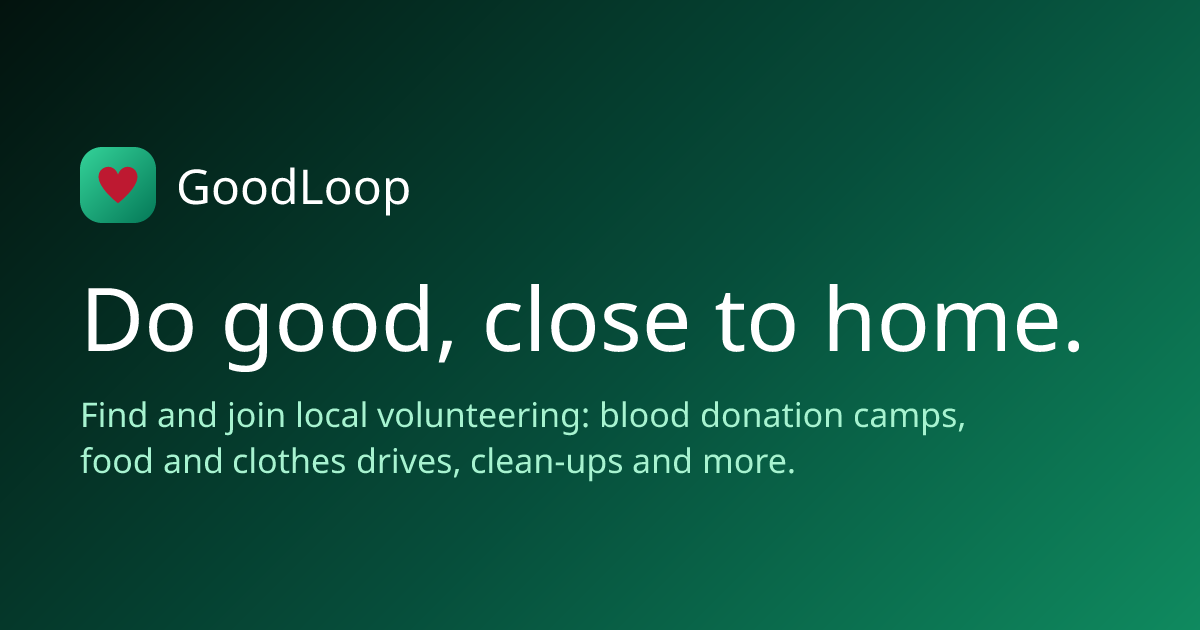 GoodLoop
Do good, close to home.
Find and join local volunteering: blood donation camps,
food and clothes drives, clean-ups and more.